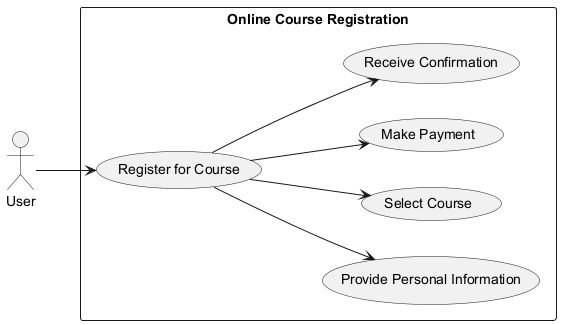 Online Course Registration
Receive Confirmation
Make Payment
Register for Course
Select Course
User
Provide Personal Information